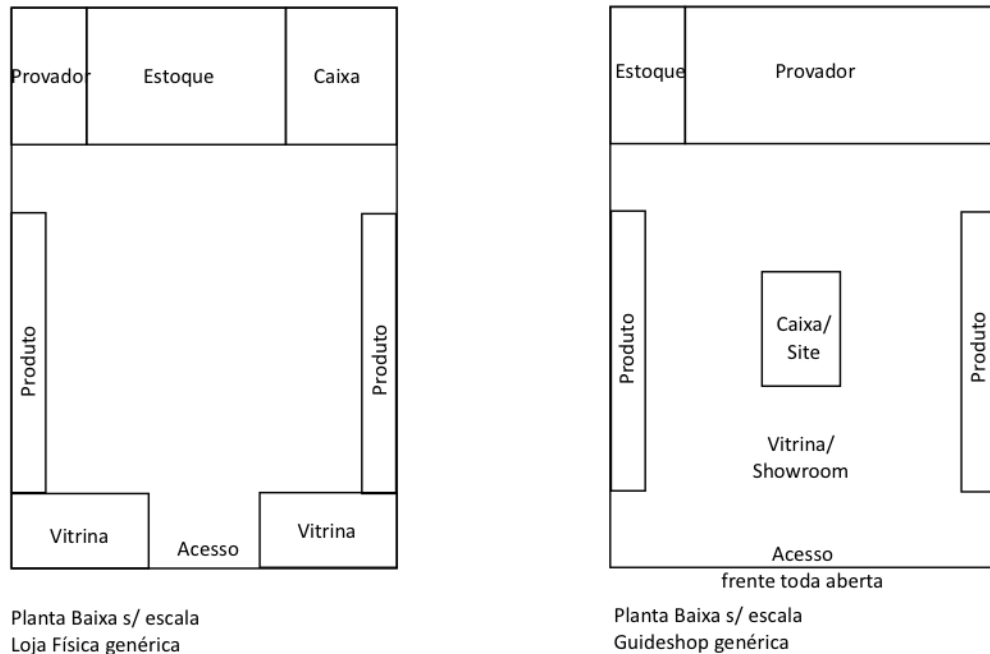 Provador
Estoque
Caixa
Produto
Produto
Vitrina
Acesso
Vitrina
Planta Baixa s/ escala
Loja Física genérica
Estoque
Provador
Produto
Caixa/
Site
Produto
Vitrina/
Showroom
Acesso
frente toda aberta
Planta Baixa s/ escala
Guideshop genérica